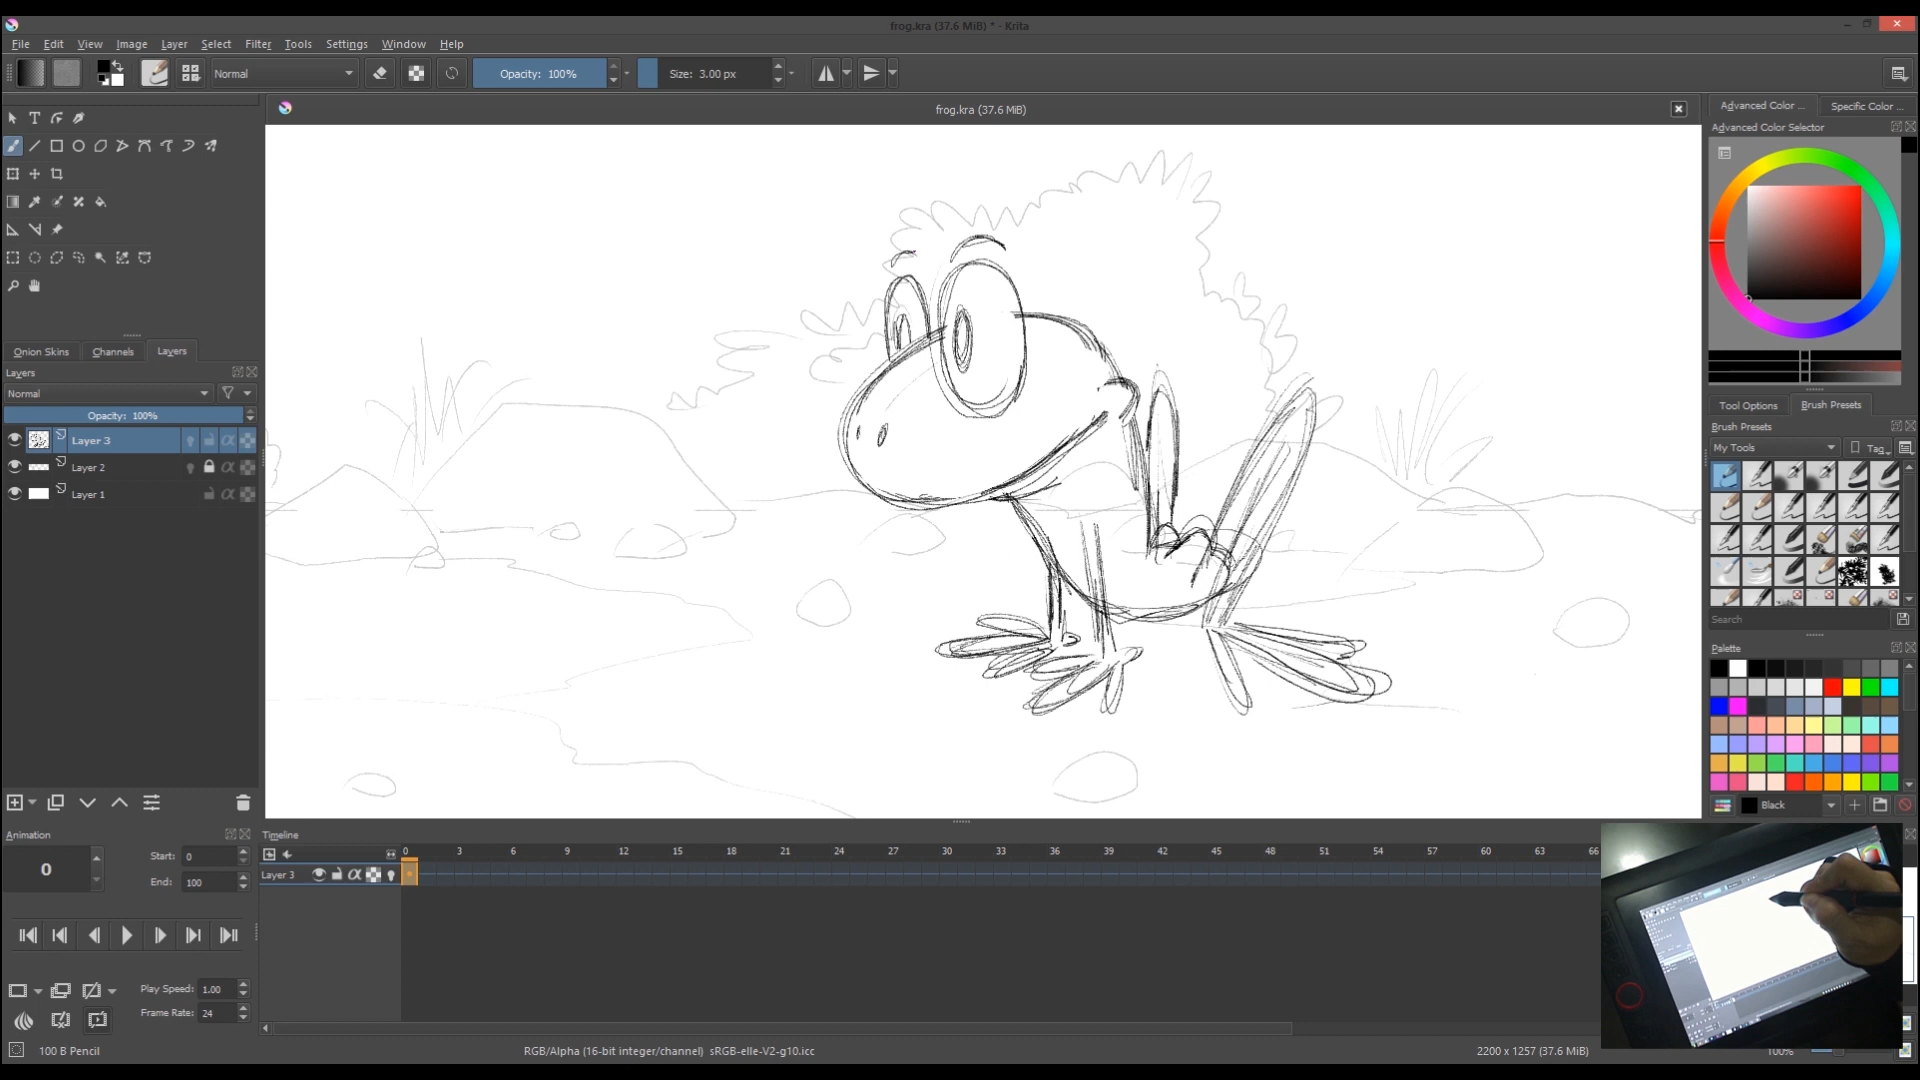 frog.kra (37.6 MiB) * - Krita
File Edit View Image Layer Select Filter Tools Settings Window Help
Normal
Opacity: 100%
Size: 3.00 px
frog.kra (37.6 MiB)
Advanced Color ... Specific Color ...
Advanced Color Selector
Onion Skins Channels Layers
Layers
Normal
Opacity: 100%
Layer 3
Layer 2
Layer 1
Tool Options Brush Presets
Brush Presets
My Tools Tag
Search
Palette
Black
Animation
0
Start: 0
End: 100
Play Speed: 1.00
Frame Rate: 24
Timeline
0 3 6 9 12 15 18 21 24 27 30 33 36 39 42 45 48 51 54 57 60 63 66
Layer 3
100 B Pencil
RGB/Alpha (16-bit integer/channel) sRGB-elle-V2-g10.icc
2200 x 1257 (37.6 MiB)
100%